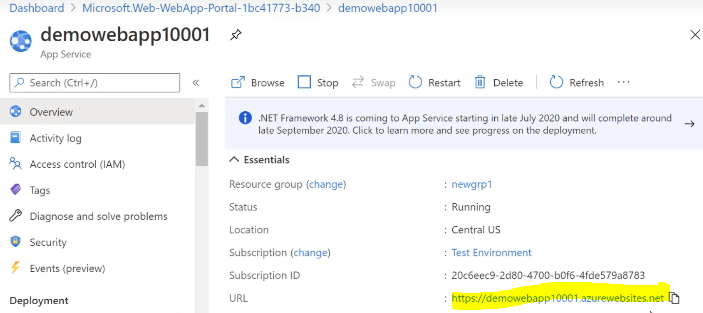 Dashboard > Microsoft.Web-WebApp-Portal-1bc41773-b340 > demowebapp10001
demowebapp10001
App Service
Search (Ctrl+/) «
Browse Stop Swap Restart Delete Refresh ...
Overview
Activity log
Access control (IAM)
Tags
Diagnose and solve problems
Security
Events (preview)
Deployment
.NET Framework 4.8 is coming to App Service starting in late July 2020 and will complete around
late September 2020. Click to learn more and see progress on the deployment.
Essentials
Resource group (change) : newgrp1
Status : Running
Location : Central US
Subscription (change) : Test Environment
Subscription ID : 20c6eec9-2d80-4700-b0f6-4fde579a8783
URL : https://demowebapp10001.azurewebsites.net